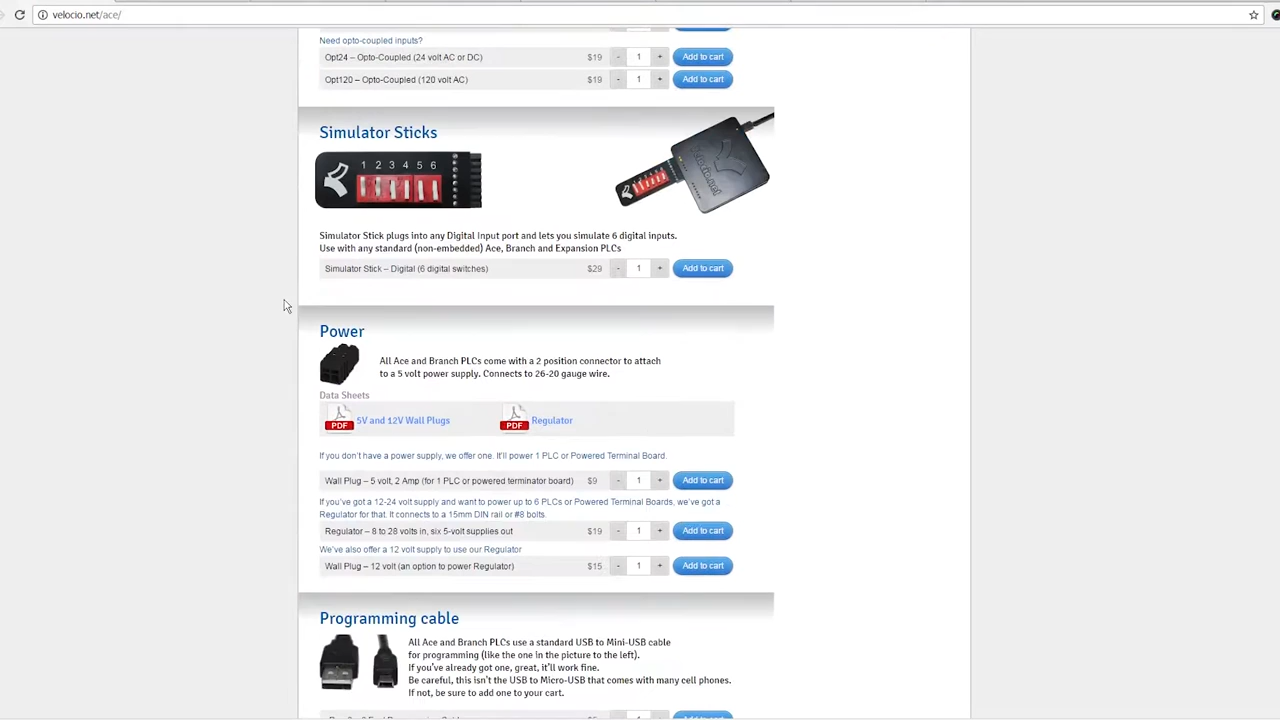 velocio.net/ace/
Need opto-coupled inputs?
Opt24 – Opto-Coupled (24 volt AC or DC) $19 - 1 + Add to cart
Opt120 – Opto-Coupled (120 volt AC) $19 - 1 + Add to cart
Simulator Sticks
1 2 3 4 5 6
Simulator Stick plugs into any Digital Input port and lets you simulate 6 digital inputs.
Use with any standard (non-embedded) Ace, Branch and Expansion PLCs
Simulator Stick – Digital (6 digital switches) $29 - 1 + Add to cart
Power
All Ace and Branch PLCs come with a 2 position connector to attach
to a 5 volt power supply. Connects to 26-20 gauge wire.
Data Sheets
PDF 5V and 12V Wall Plugs PDF Regulator
If you don't have a power supply, we offer one. It'll power 1 PLC or Powered Terminal Board.
Wall Plug – 5 volt, 2 Amp (for 1 PLC or powered terminator board) $9 - 1 + Add to cart
If you've got a 12-24 volt supply and want to power up to 6 PLCs or Powered Terminal Boards, we've got a
Regulator for that. It connects to a 15mm DIN rail or #8 bolts.
Regulator – 8 to 28 volts in, six 5-volt supplies out $19 - 1 + Add to cart
We've also offer a 12 volt supply to use our Regulator
Wall Plug – 12 volt (an option to power Regulator) $15 - 1 + Add to cart
Programming cable
All Ace and Branch PLCs use a standard USB to Mini-USB cable
for programming (like the one in the picture to the left).
If you've already got one, great, it'll work fine.
Be careful, this isn't the USB to Micro-USB that comes with many cell phones.
If not, be sure to add one to your cart.